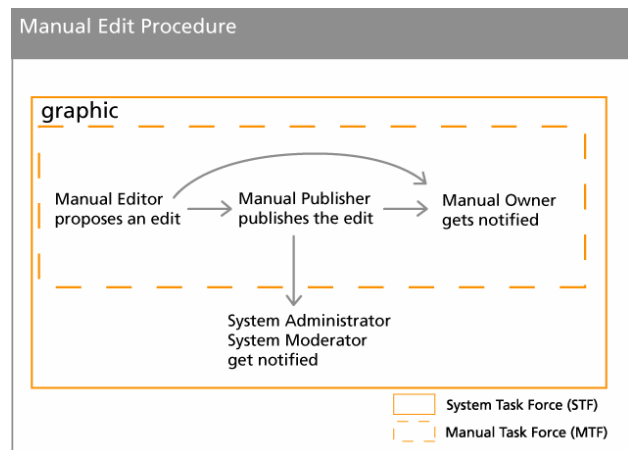 Manual Edit Procedure
graphic
Manual Editor
proposes an edit
Manual Publisher
publishes the edit
Manual Owner
gets notified
System Administrator
System Moderator
get notified
System Task Force (STF)
Manual Task Force (MTF)